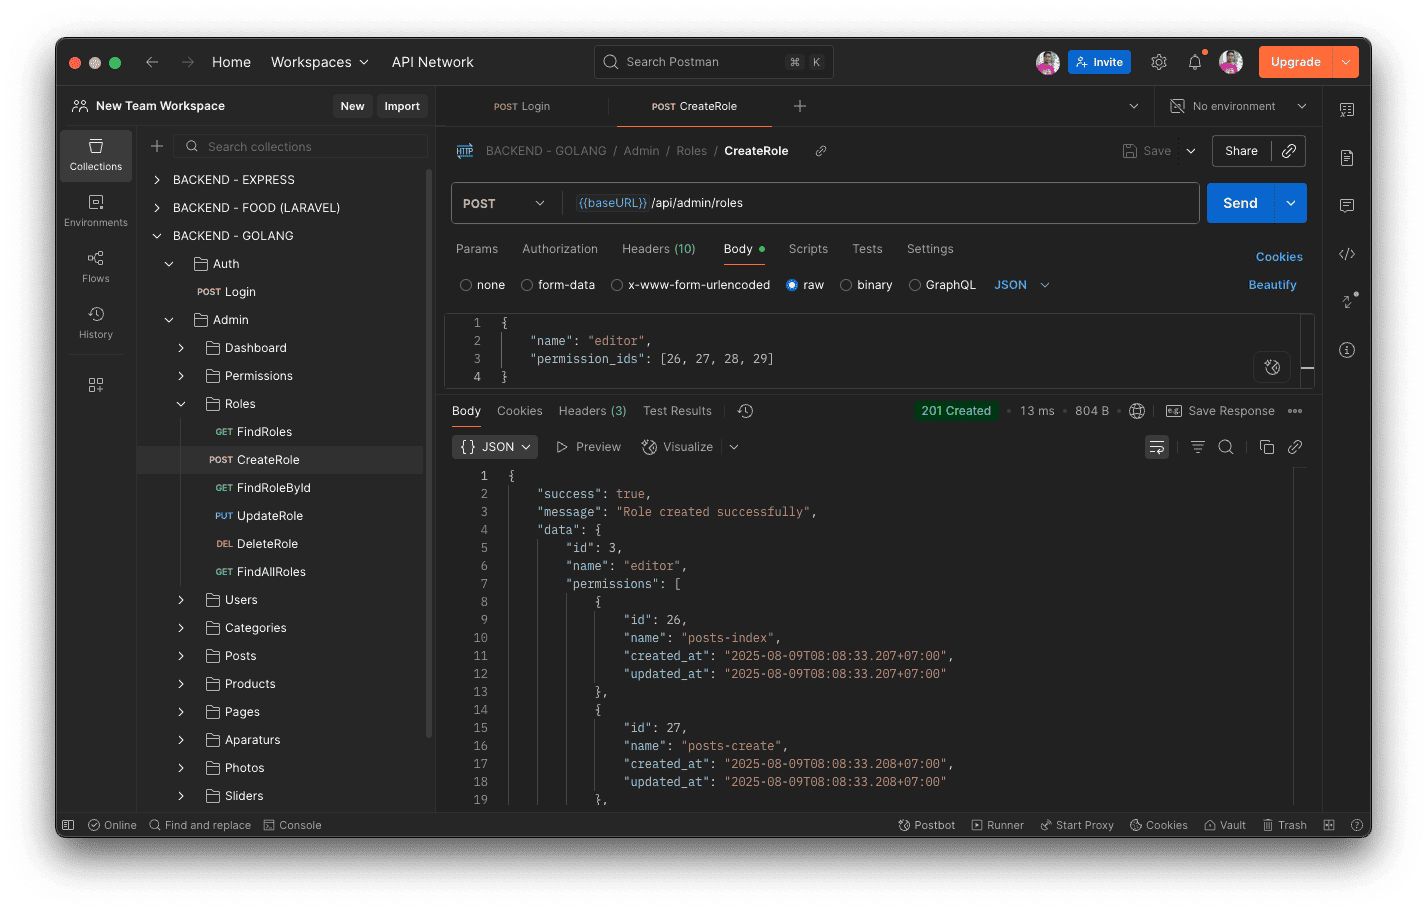 Home
Workspaces
API Network
Search Postman
⌘ K
Invite
Upgrade
New Team Workspace
New
Import
POST Login
POST CreateRole
No environment
Collections
Environments
Flows
History
Search collections
BACKEND - EXPRESS
BACKEND - FOOD (LARAVEL)
BACKEND - GOLANG
Auth
POST Login
Admin
Dashboard
Permissions
Roles
GET FindRoles
POST CreateRole
GET FindRoleById
PUT UpdateRole
DEL DeleteRole
GET FindAllRoles
Users
Categories
Posts
Products
Pages
Aparaturs
Photos
Sliders
HTTP BACKEND - GOLANG / Admin / Roles / CreateRole
Save
Share
POST
{{baseURL}} /api/admin/roles
Send
Params
Authorization
Headers (10)
Body
Scripts
Tests
Settings
Cookies
none
form-data
x-www-form-urlencoded
raw
binary
GraphQL
JSON
Beautify
1 {
2 "name": "editor",
3 "permission_ids": [26, 27, 28, 29]
4 }
Body
Cookies
Headers (3)
Test Results
201 Created
13 ms
804 B
e.g. Save Response
{} JSON
Preview
Visualize
1 {
2 "success": true,
3 "message": "Role created successfully",
4 "data": {
5 "id": 3,
6 "name": "editor",
7 "permissions": [
8 {
9 "id": 26,
10 "name": "posts-index",
11 "created_at": "2025-08-09T08:08:33.207+07:00",
12 "updated_at": "2025-08-09T08:08:33.207+07:00"
13 },
14 {
15 "id": 27,
16 "name": "posts-create",
17 "created_at": "2025-08-09T08:08:33.208+07:00",
18 "updated_at": "2025-08-09T08:08:33.208+07:00"
19 },
Online
Find and replace
Console
Postbot
Runner
Start Proxy
Cookies
Vault
Trash